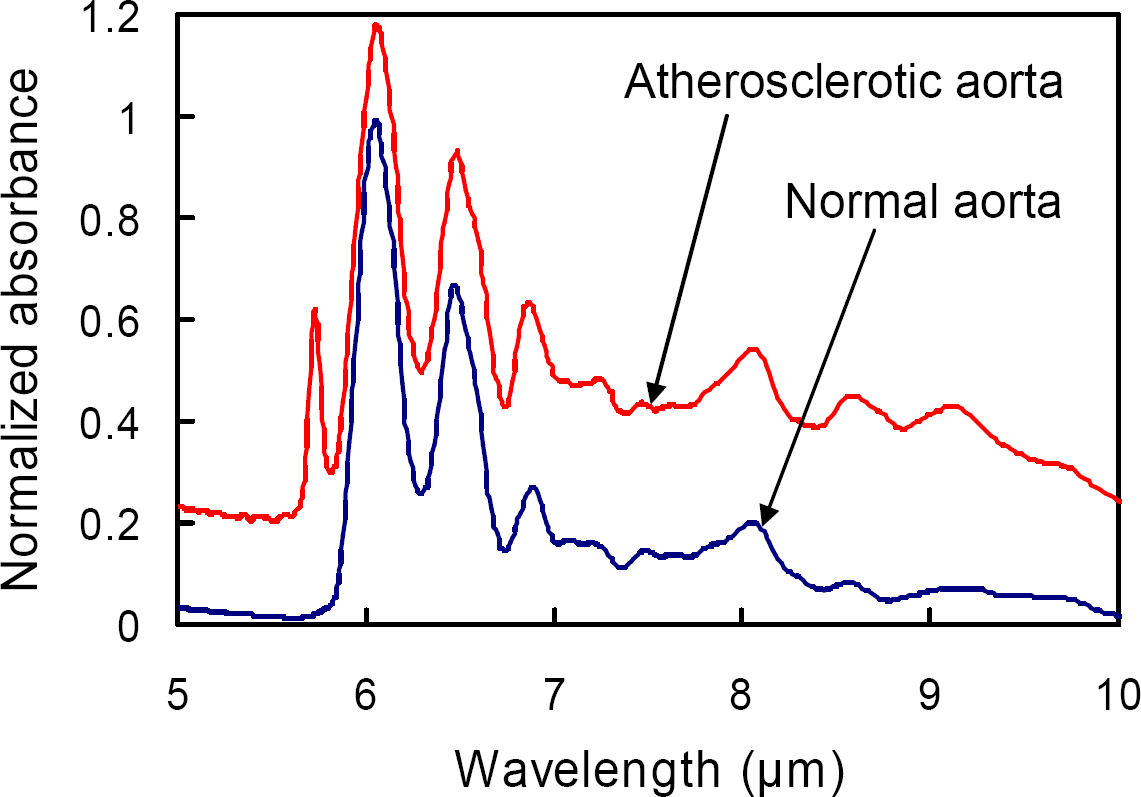 1.2
1
0.8
0.6
0.4
0.2
0
Normalized absorbance
Atherosclerotic aorta
Normal aorta
5 6 7 8 9 10
Wavelength (µm)